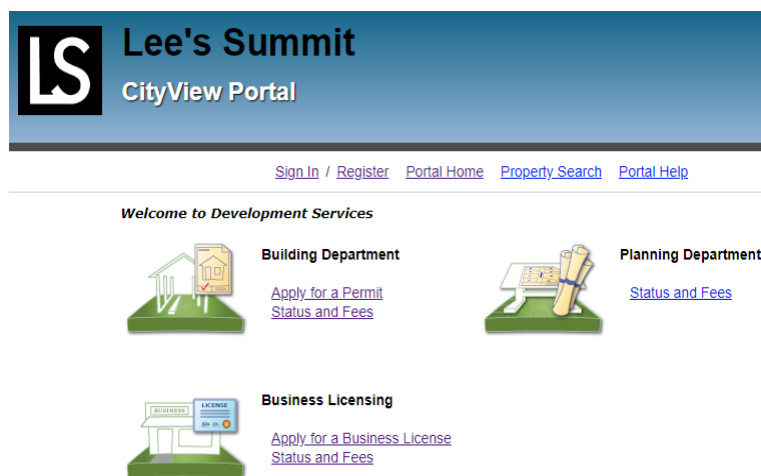 LS
Lee's Summit
CityView Portal
Sign In / Register Portal Home Property Search Portal Help
Welcome to Development Services
Building Department
Apply for a Permit
Status and Fees
Planning Department
Status and Fees
BUSINESS
LICENSE
Business Licensing
Apply for a Business License
Status and Fees